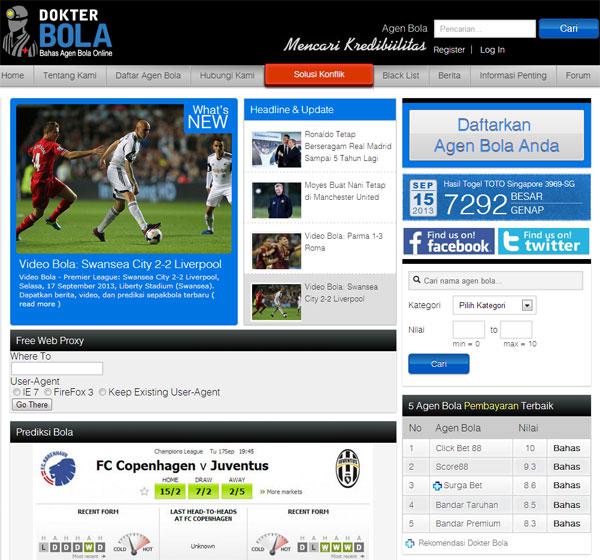 DOKTER
BOLA
Bahas Agen Bola Online
Agen Bola
Mencari Kredibiilitas
Pencarian...
Cari
Register | Log In
Home
Tentang Kami
Daftar Agen Bola
Hubungi Kami
Solusi Konflik
Black List
Berita
Informasi Penting
Forum
What's
NEW
Video Bola: Swansea City 2-2 Liverpool
Video Bola - Premier League: Swansea City 2-2 Liverpool,
Selasa, 17 September 2013, Liberty Stadium (Swansea).
Dapatkan berita, video, dan prediksi sepakbola terbaru (
read more )
Headline & Update
Ronaldo Tetap
Berseragam Real Madrid
Sampai 5 Tahun Lagi
Moyes Buat Nani Tetap
di Manchester United
Video Bola: Parma 1-3
Roma
Video Bola: Swansea
City 2-2 Liverpool
Daftarkan
Agen Bola Anda
SEP
15
2013
Hasil Togel TOTO Singapore 3969-SG
7292
BESAR
GENAP
Find us on!
facebook
Find us on!
twitter
Cari nama agen bola...
Kategori
Pilih Kategori
Nilai
to
min = 0
max = 10
Cari
Free Web Proxy
Where To
User-Agent
IE 7
FireFox 3
Keep Existing User-Agent
Go There
Prediksi Bola
Champions League Tu 17Sep 19:45
F.C. KØBENHAVN
FC Copenhagen v Juventus
JUVENTUS
HOME
DRAW
AWAY
15/2
7/2
2/5
» More markets
RECENT FORM
LAST HEAD-TO-HEADS
AT FC COPENHAGEN
RECENT FORM
Unknown
H A H A H A
L D D D W D
Most recent
COLD
HOT
COLD
HOT
L D W W W D
Most recent
5 Agen Bola Pembayaran Terbaik
No Agen Bola Nilai
1 Click Bet 88 10 Bahas
2 Score88 9.3 Bahas
3 Surga Bet 8.6 Bahas
4 Bandar Taruhan 8.5 Bahas
5 Bandar Premium 8.3 Bahas
Rekomendasi Dokter Bola